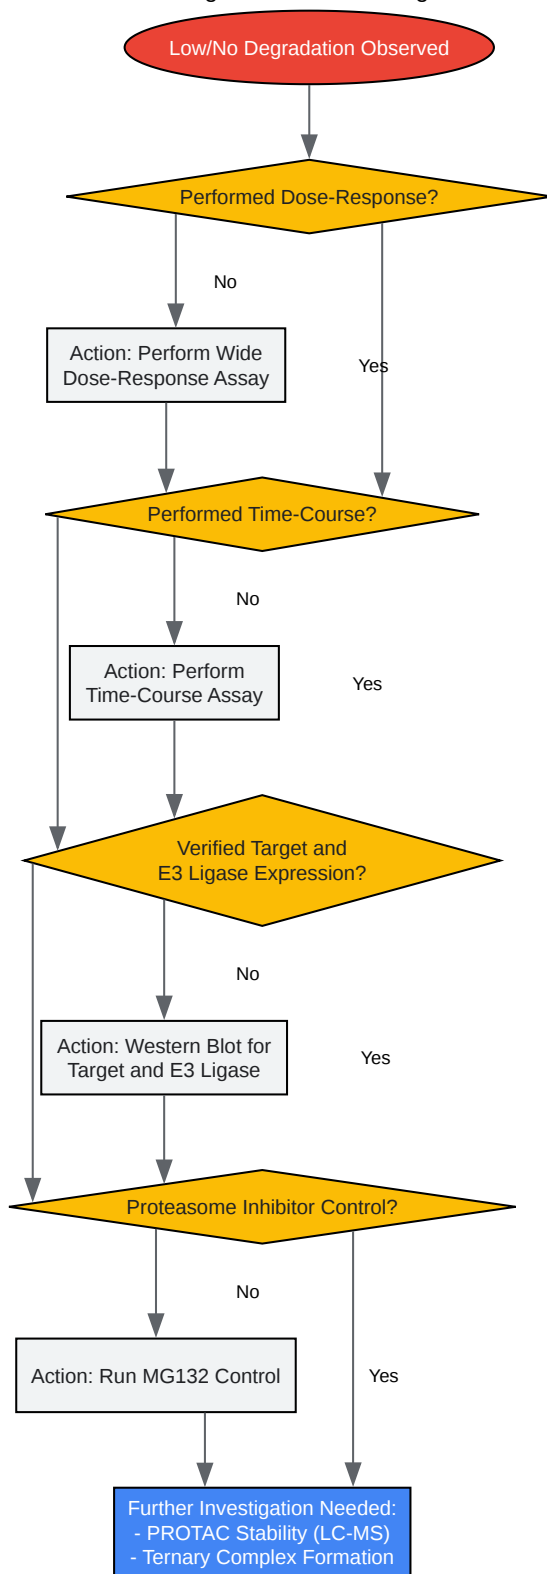 Low/No Degradation Observed
Performed Dose-Response?
No
Action: Perform Wide
Dose-Response Assay
Yes
Performed Time-Course?
No
Action: Perform
Time-Course Assay
Yes
Verified Target and
E3 Ligase Expression?
No
Action: Western Blot for
Target and E3 Ligase
Yes
Proteasome Inhibitor Control?
No
Action: Run MG132 Control
Yes
Further Investigation Needed:
- PROTAC Stability (LC-MS)
- Ternary Complex Formation